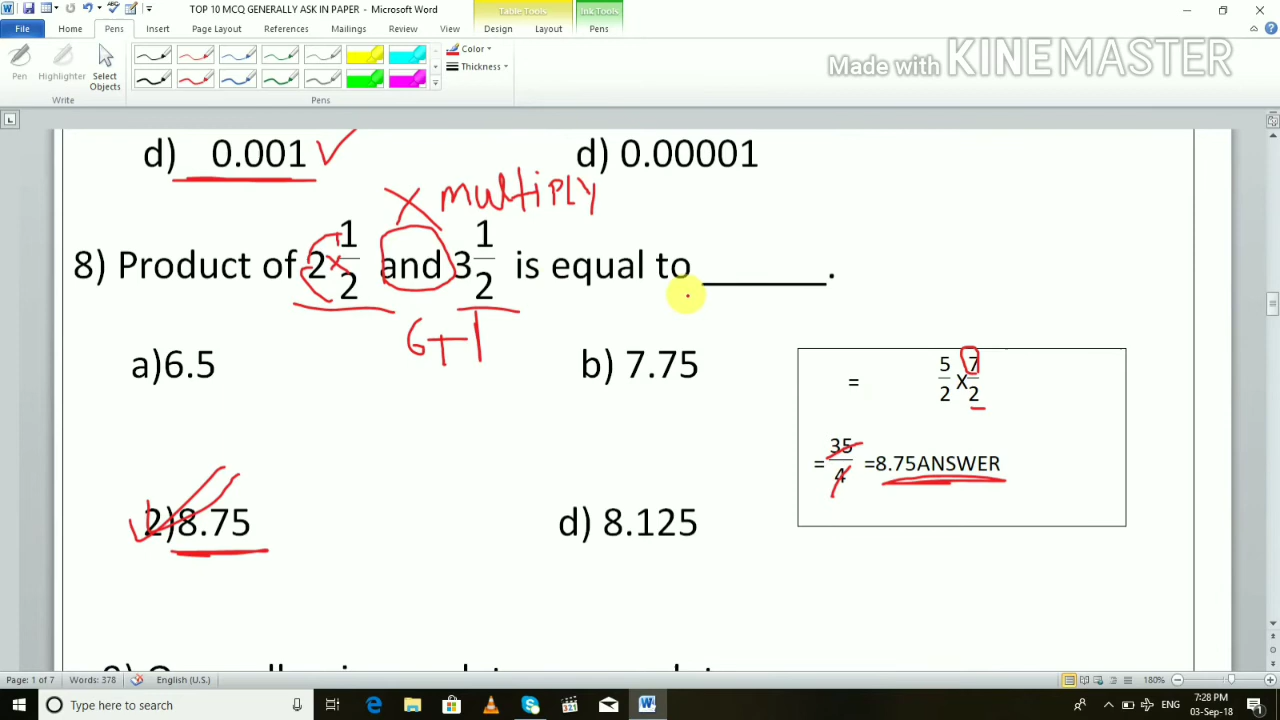 TOP 10 MCQ GENERALLY ASK IN PAPER - Microsoft Word
Table Tools
Ink Tools
File Home Pens Insert Page Layout References Mailings Review View Design Layout Pens
Made with KINEMASTER
Pen Highlighter Select Objects
Color
Thickness
Write
Pens
d) 0.001 ✓ d) 0.00001
X multiply
8) Product of 2 1/2 and 3 1/2 is equal to ______.
6+1
a)6.5 b) 7.75
= 5/2 X 7/2
= 35/4 =8.75ANSWER
2)8.75 d) 8.125
Page: 1 of 7 Words: 378 English (U.S.) 180%
Type here to search
ENG
7:28 PM
03-Sep-18